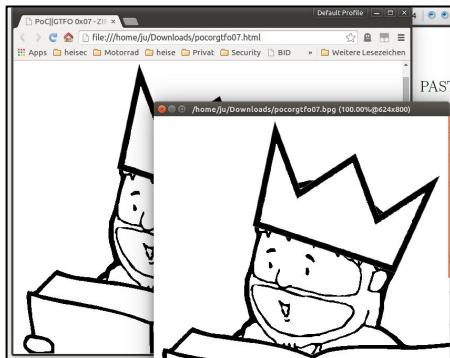 PoC||GTFO 0x07 - ZIF ×
Default Profile
4
file:///home/ju/Downloads/pocorgtfo07.html
Apps heisec Motorrad heise Privat Security BID » Weitere Lesezeichen
PAST
/home/ju/Downloads/pocorgtfo07.bpg (100.00%@624x800)